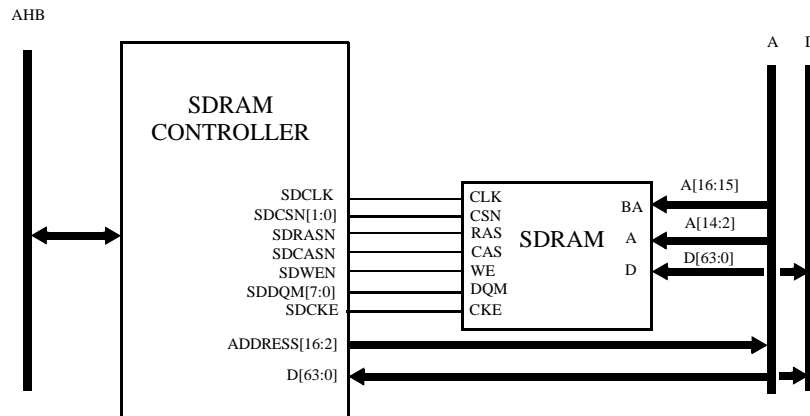 AHB
A
SDRAM
CONTROLLER
SDCLK
SDCSN[1:0]
SDRASN
SDCASN
SDWEN
SDDQM[7:0]
SDCKE
ADDRESS[16:2]
D[63:0]
CLK
CSN
RAS
CAS
WE
DQM
CKE
SDRAM
BA
A
D
A[16:15]
A[14:2]
D[63:0]